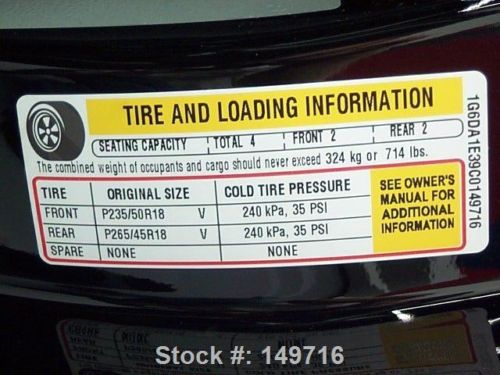 TIRE AND LOADING INFORMATION
SEATING CAPACITY TOTAL 4 FRONT 2 REAR 2
The combined weight of occupants and cargo should never exceed 324 kg or 714 lbs.
TIRE ORIGINAL SIZE COLD TIRE PRESSURE
FRONT P235/50R18 V 240 kPa, 35 PSI
REAR P265/45R18 V 240 kPa, 35 PSI
SPARE NONE NONE
SEE OWNER'S
MANUAL FOR
ADDITIONAL
INFORMATION
1G6DA1E39C0149716
Stock #: 149716